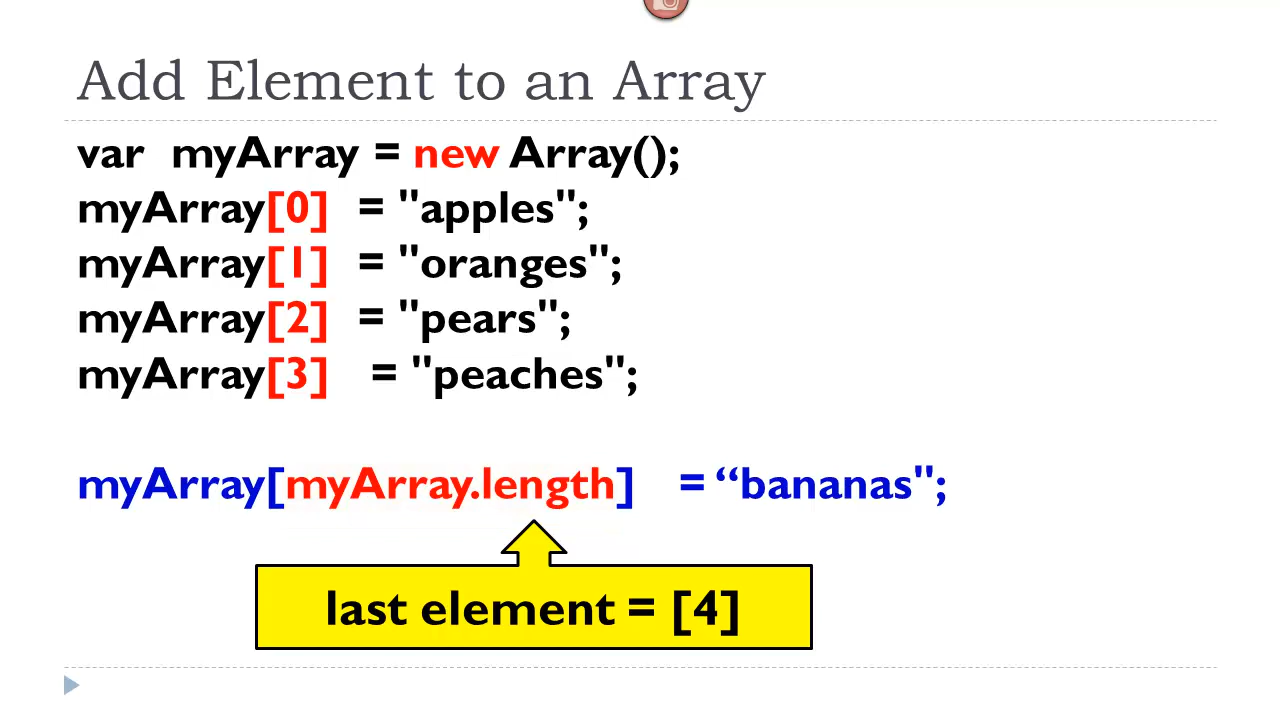 Add Element to an Array
var myArray = new Array();
myArray[0] = "apples";
myArray[1] = "oranges";
myArray[2] = "pears";
myArray[3] = "peaches";
myArray[myArray.length] = “bananas";
last element = [4]